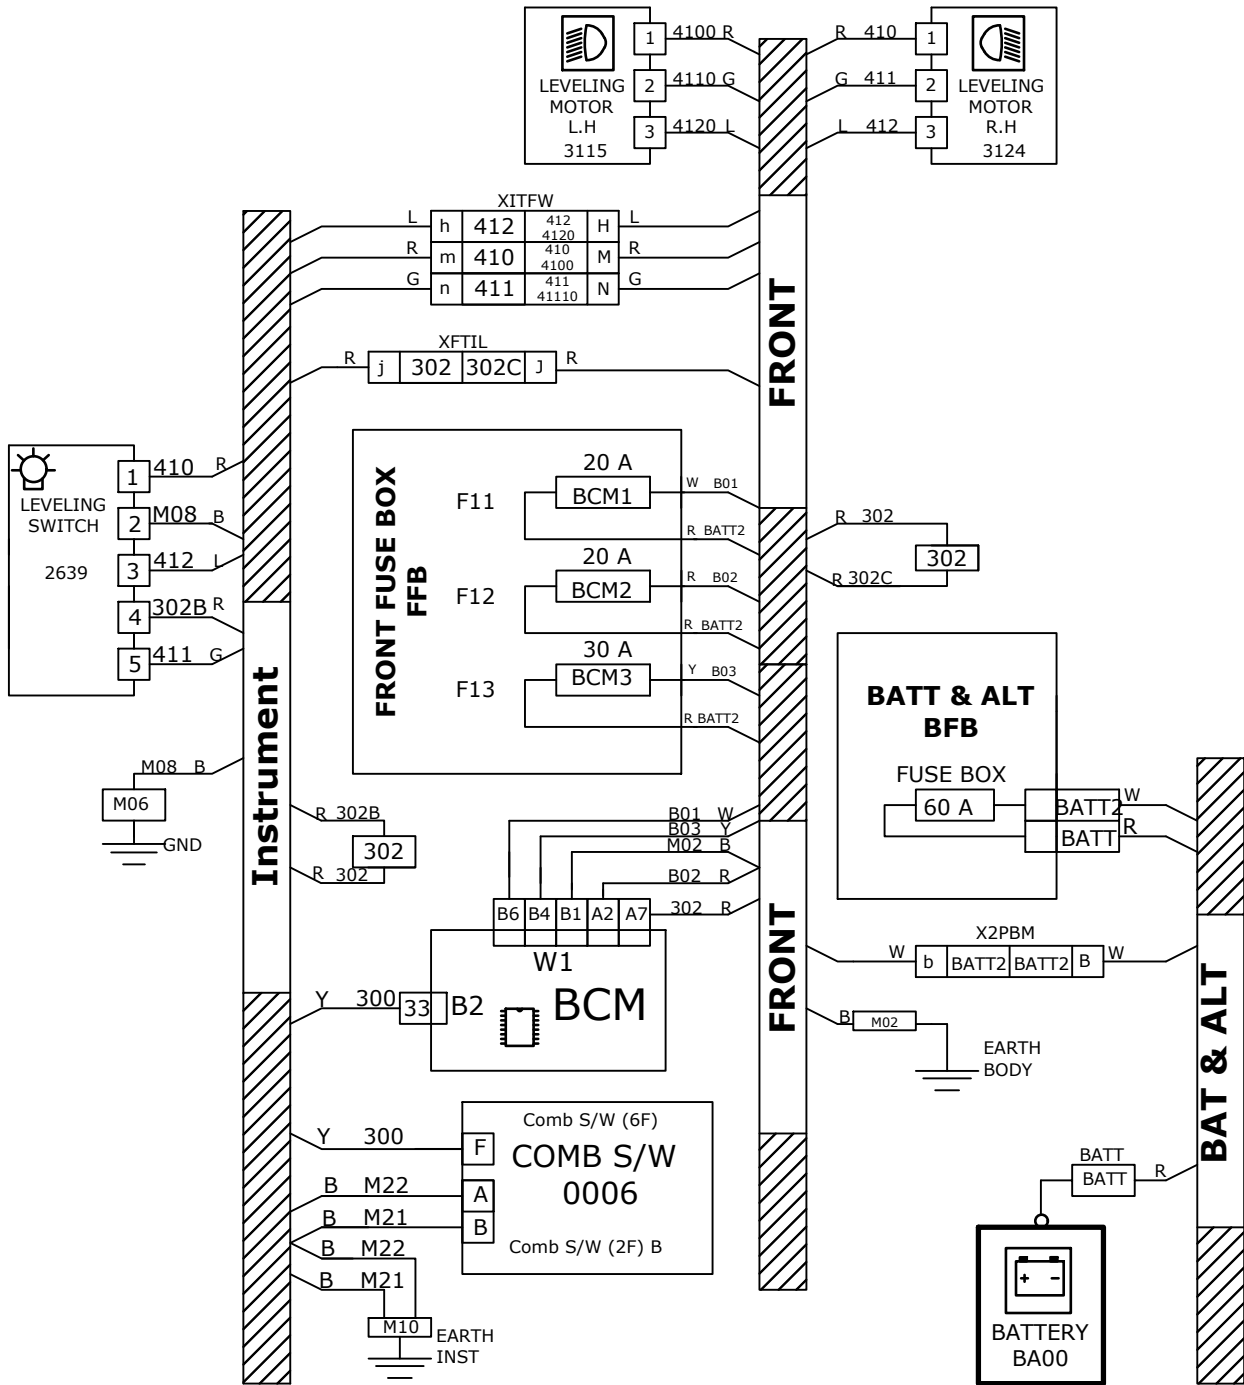 1 4100 R
2 4110 G
3 4120 L
LEVELING
MOTOR
L.H
3115
R 410 1
G 411 2
L 412 3
LEVELING
MOTOR
R.H
3124
XITFW
L h 412 412 4120 H L
R m 410 410 4100 M R
G n 411 411 41110 N G
XFTIL
R j 302 302C J R
FRONT
LEVELING
SWITCH
2639
1 410 R
2 M08 B
3 412 L
4 302B R
5 411 G
FRONT FUSE BOX
FFB
20 A
F11 BCM1 W B01
R BATT2
20 A
F12 BCM2 R B02
R BATT2
30 A
F13 BCM3 Y B03
R BATT2
R 302
302
R 302C
BATT & ALT
BFB
FUSE BOX
60 A BATT2 W
BATT R
Instrument
M08 B
M06
GND
R 302B
302
R 302
B01 W
B03 Y
M02 B
B02 R
302 R
B6 B4 B1 A2 A7
W1
BCM
Y 300 33 B2
FRONT
X2PBM
W b BATT2 BATT2 B W
B M02
EARTH
BODY
BAT & ALT
Comb S/W (6F)
COMB S/W
0006
Comb S/W (2F) B
Y 300 F
B M22 A
B M21 B
B M22
B M21
M10
EARTH
INST
BATT
BATT R
+ -
BATTERY
BA00